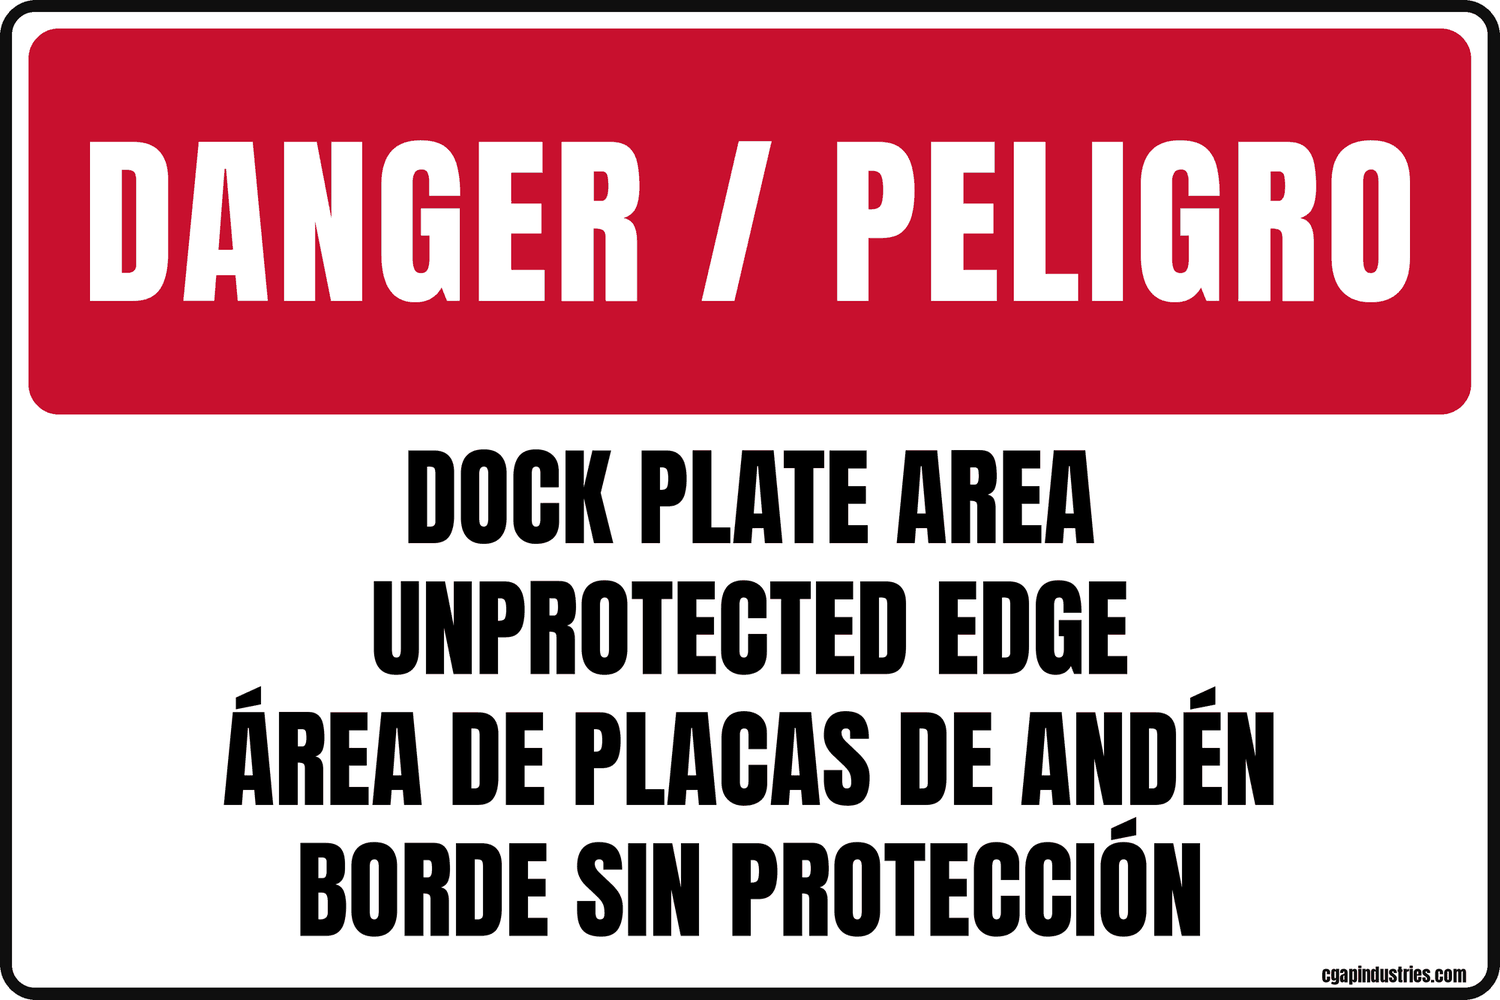 DANGER / PELIGRO
DOCK PLATE AREA
UNPROTECTED EDGE
ÁREA DE PLACAS DE ANDÉN
BORDE SIN PROTECCIÓN
cgapindustries.com